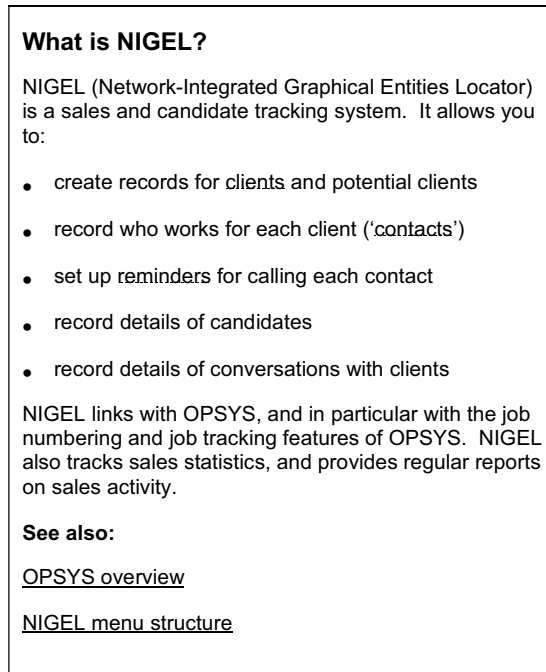 What is NIGEL?
NIGEL (Network-Integrated Graphical Entities Locator)
is a sales and candidate tracking system.  It allows you
to:
• create records for clients and potential clients
• record who works for each client (‘contacts’)
• set up reminders for calling each contact
• record details of candidates
• record details of conversations with clients
NIGEL links with OPSYS, and in particular with the job
numbering and job tracking features of OPSYS.  NIGEL
also tracks sales statistics, and provides regular reports
on sales activity.
See also:
OPSYS overview
NIGEL menu structure